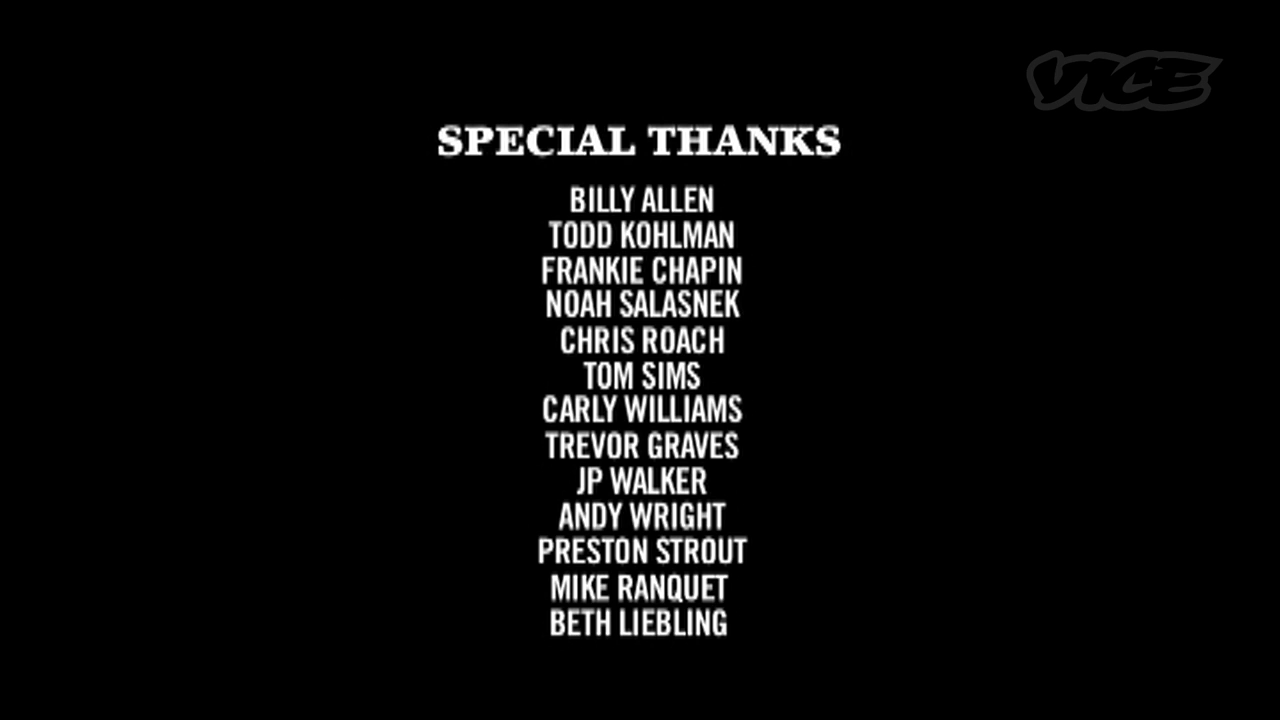 VICE
SPECIAL THANKS
BILLY ALLEN
TODD KOHLMAN
FRANKIE CHAPIN
NOAH SALASNEK
CHRIS ROACH
TOM SIMS
CARLY WILLIAMS
TREVOR GRAVES
JP WALKER
ANDY WRIGHT
PRESTON STROUT
MIKE RANQUET
BETH LIEBLING